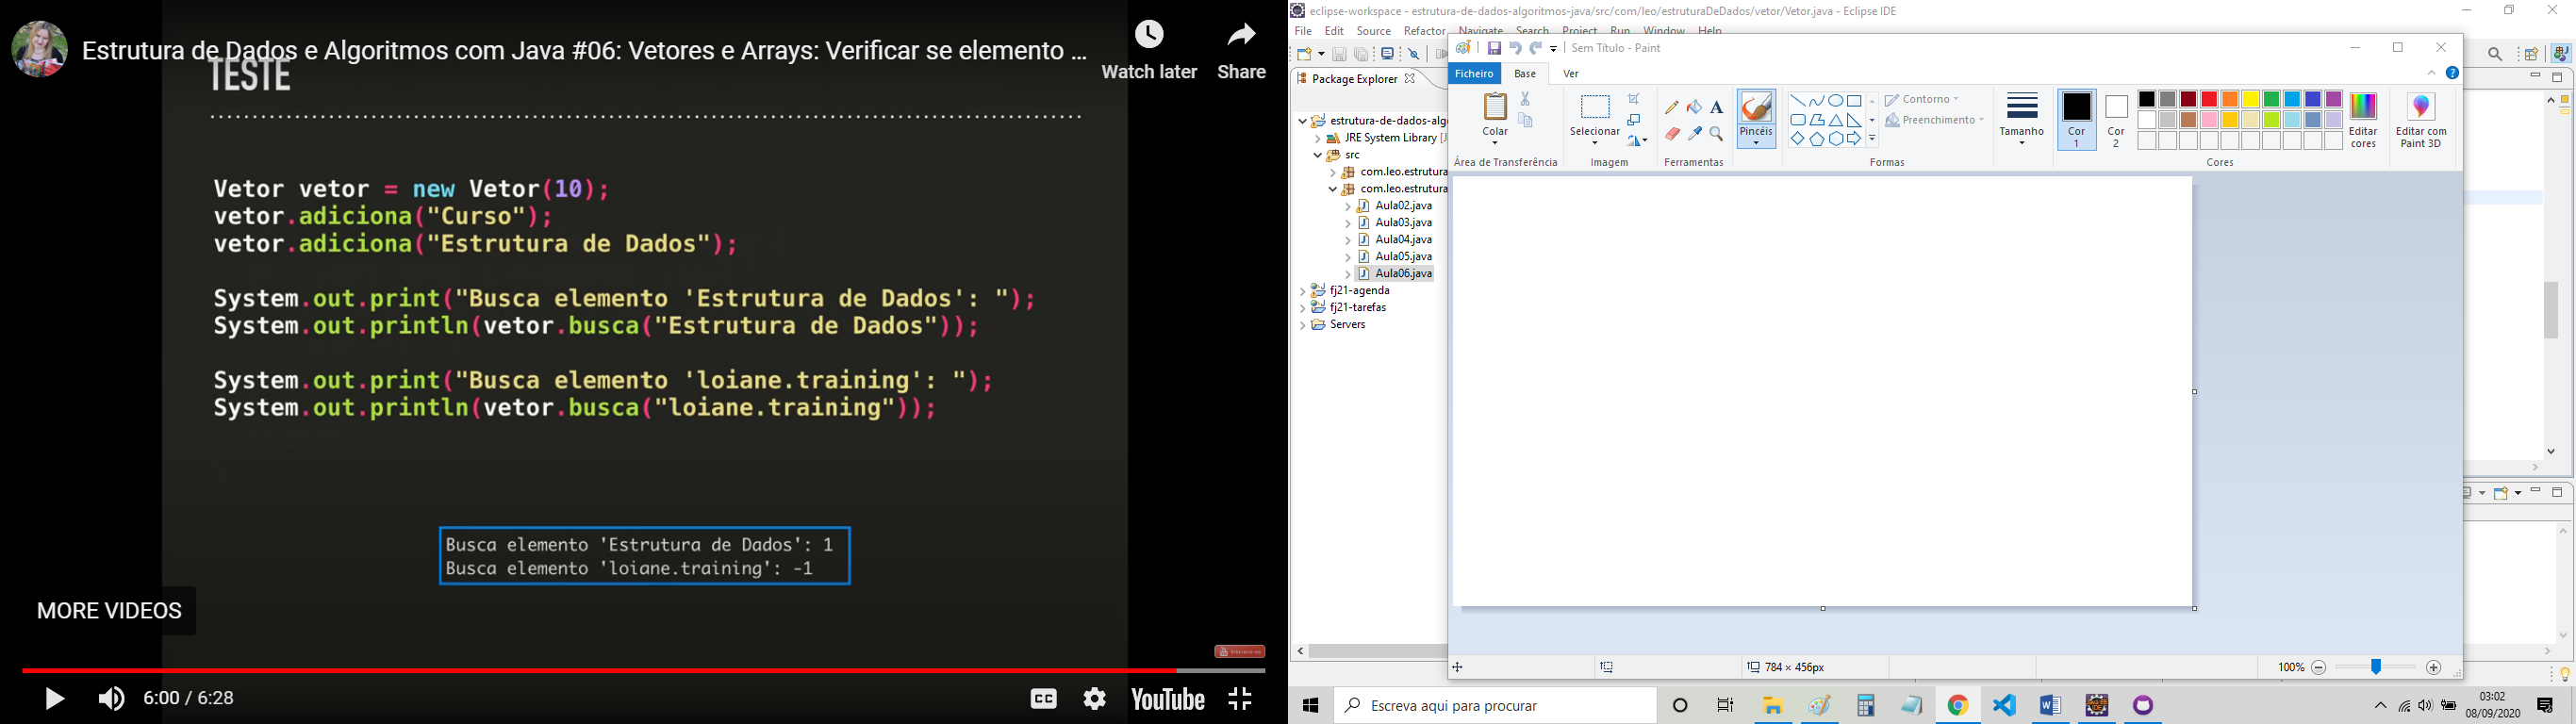 Estrutura de Dados e Algoritmos com Java #06: Vetores e Arrays: Verificar se elemento ...
Watch later
Share
TESTE
Vetor vetor = new Vetor(10);
vetor.adiciona("Curso");
vetor.adiciona("Estrutura de Dados");
System.out.print("Busca elemento 'Estrutura de Dados': ");
System.out.println(vetor.busca("Estrutura de Dados"));
System.out.print("Busca elemento 'loiane.training': ");
System.out.println(vetor.busca("loiane.training"));
Busca elemento 'Estrutura de Dados': 1
Busca elemento 'loiane.training': -1
MORE VIDEOS
6:00 / 6:28
CC
YouTube
eclipse-workspace - estrutura-de-dados-algoritmos-java/src/com/leo/estruturaDeDados/vetor/Vetor.java - Eclipse IDE
File Edit Source Refactor Navigate Search Project Run Window Help
Package Explorer
estrutura-de-dados-algo
JRE System Library [J
src
com.leo.estrutura
com.leo.estrutura
Aula02.java
Aula03.java
Aula04.java
Aula05.java
Aula06.java
fj21-agenda
fj21-tarefas
Servers
Sem Título - Paint
Ficheiro Base Ver
Colar
Área de Transferência
Selecionar
Imagem
A
Ferramentas
Pincéis
Contorno
Preenchimento
Formas
Tamanho
Cor 1
Cor 2
Editar cores
Cores
Editar com Paint 3D
784 × 456px
100%
Escreva aqui para procurar
03:02
08/09/2020